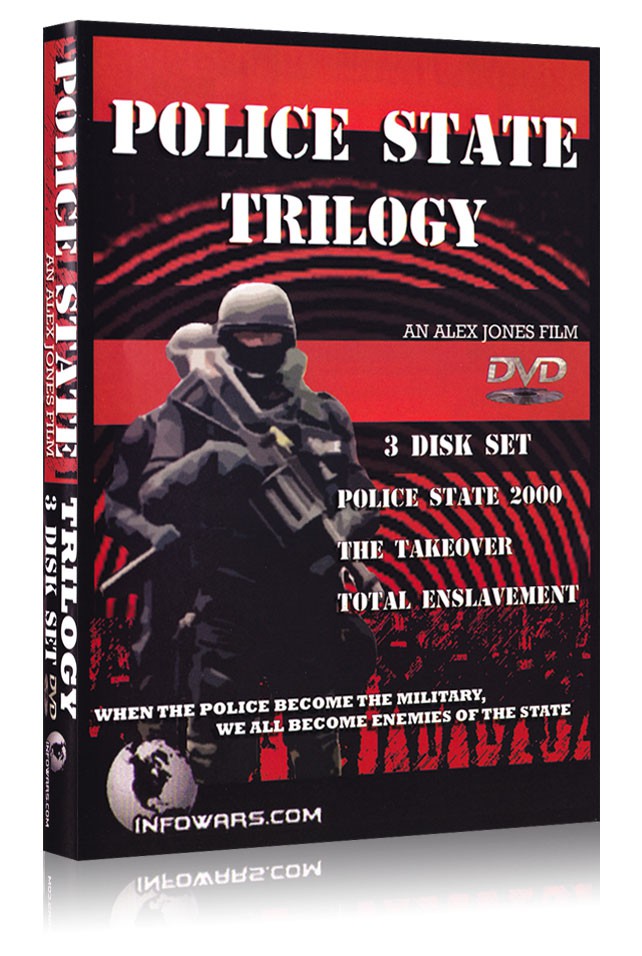 POLICE STATE
TRILOGY
AN ALEX JONES FILM
DVD
3 DISK SET
POLICE STATE 2000
THE TAKEOVER
TOTAL ENSLAVEMENT
WHEN THE POLICE BECOME THE MILITARY,
WE ALL BECOME ENEMIES OF THE STATE
INFOWARS.COM
POLICE STATE TRILOGY
AN ALEX JONES FILM
3 DISK SET
DVD
INFOWARS.COM